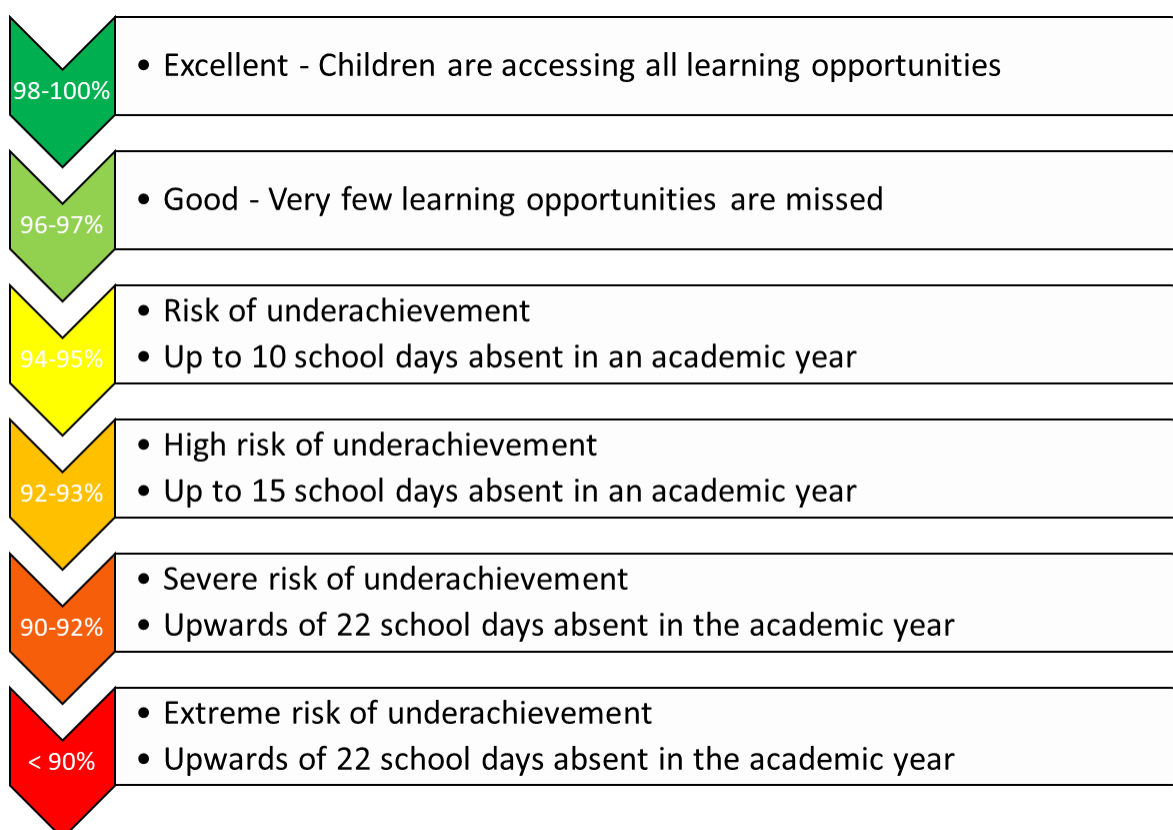 98-100%
• Excellent - Children are accessing all learning opportunities
96-97%
• Good - Very few learning opportunities are missed
94-95%
• Risk of underachievement
• Up to 10 school days absent in an academic year
92-93%
• High risk of underachievement
• Up to 15 school days absent in an academic year
90-92%
• Severe risk of underachievement
• Upwards of 22 school days absent in the academic year
< 90%
• Extreme risk of underachievement
• Upwards of 22 school days absent in the academic year